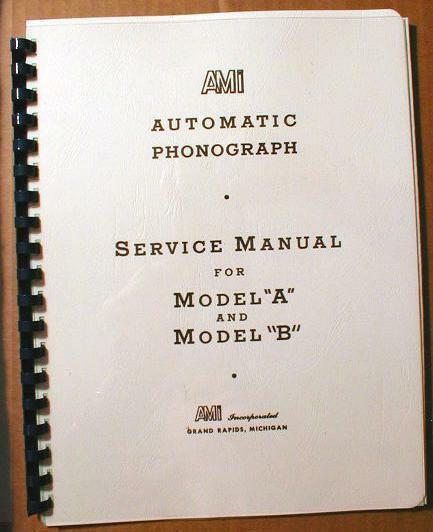 AMi
AUTOMATIC
PHONOGRAPH
SERVICE MANUAL
FOR
MODEL "A"
AND
MODEL "B"
AMi Incorporated
GRAND RAPIDS, MICHIGAN